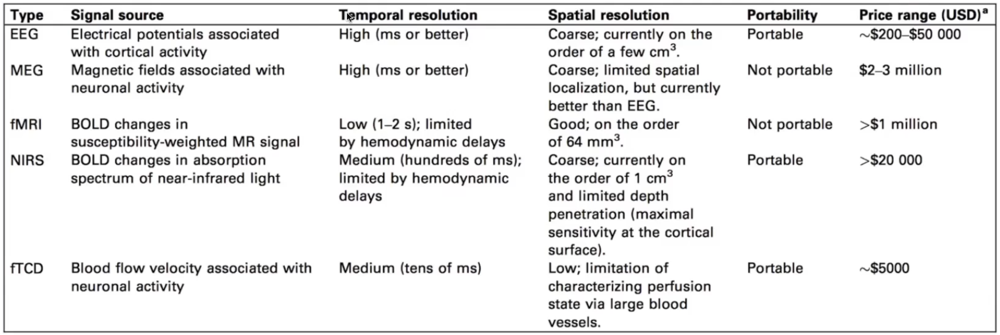 Type Signal source Temporal resolution Spatial resolution Portability Price range (USD)ᵃ
EEG Electrical potentials associated High (ms or better) Coarse; currently on the Portable ~$200–$50 000
with cortical activity order of a few cm³.
MEG Magnetic fields associated with High (ms or better) Coarse; limited spatial Not portable $2–3 million
neuronal activity localization, but currently
better than EEG.
fMRI BOLD changes in Low (1–2 s); limited Good; on the order Not portable >$1 million
susceptibility-weighted MR signal by hemodynamic delays of 64 mm³.
NIRS BOLD changes in absorption Medium (hundreds of ms); Coarse; currently on Portable >$20 000
spectrum of near-infrared light limited by hemodynamic the order of 1 cm³
delays and limited depth
penetration (maximal
sensitivity at the cortical
surface).
fTCD Blood flow velocity associated with Medium (tens of ms) Low; limitation of Portable ~$5000
neuronal activity characterizing perfusion
state via large blood
vessels.